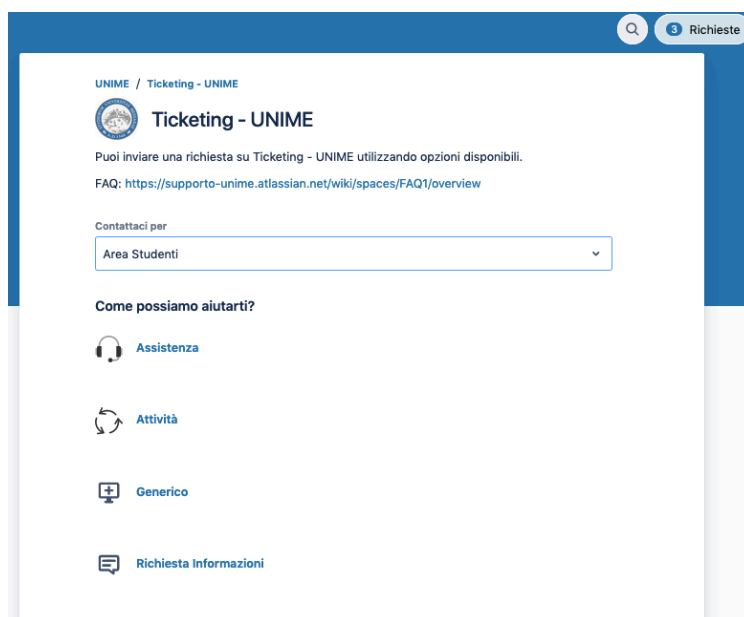 3 Richieste
UNIME / Ticketing - UNIME
Ticketing - UNIME
Puoi inviare una richiesta su Ticketing - UNIME utilizzando opzioni disponibili.
FAQ: https://supporto-unime.atlassian.net/wiki/spaces/FAQ1/overview
Contattaci per
Area Studenti
Come possiamo aiutarti?
Assistenza
Attività
Generico
Richiesta Informazioni